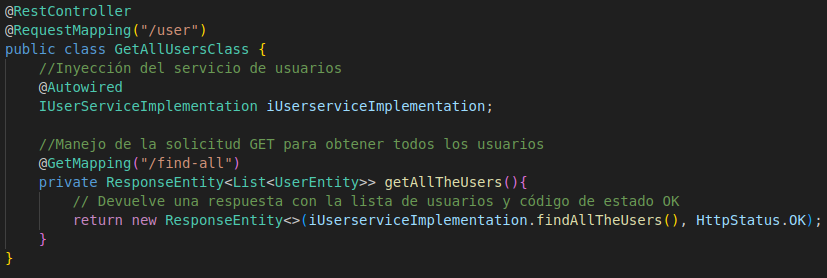 @RestController
@RequestMapping("/user")
public class GetAllUsersClass {
//Inyección del servicio de usuarios
@Autowired
IUserServiceImplementation iUserserviceImplementation;
//Manejo de la solicitud GET para obtener todos los usuarios
@GetMapping("/find-all")
private ResponseEntity<List<UserEntity>> getAllTheUsers(){
// Devuelve una respuesta con la lista de usuarios y código de estado OK
return new ResponseEntity<>(iUserserviceImplementation.findAllTheUsers(), HttpStatus.OK);
}
}